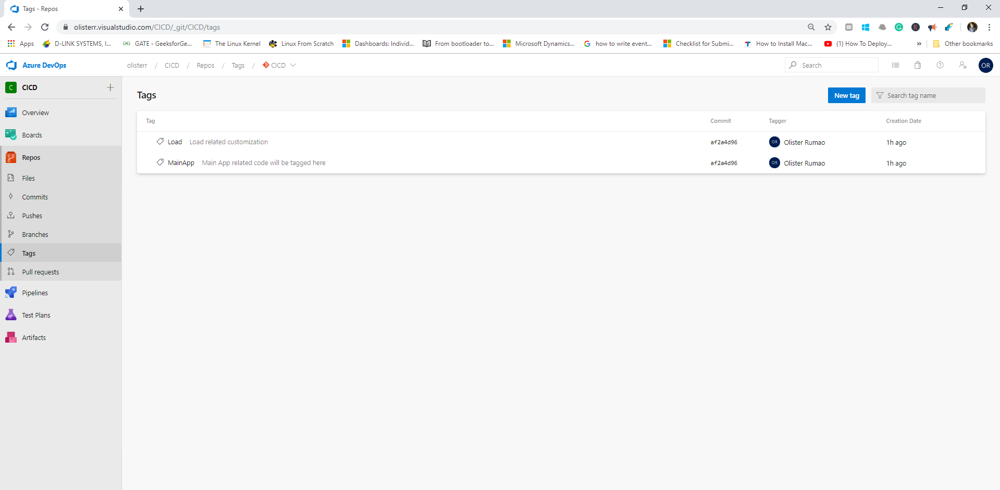 Tags - Repos
olisterr.visualstudio.com/CICD/_git/CICD/tags
Apps D-LINK SYSTEMS, I... GATE - GeeksforGe... The Linux Kernel Linux From Scratch Dashboards: Individ... From bootloader to... Microsoft Dynamics... how to write event... Checklist for Submi... How to Install Mac... (1) How To Deploy... » Other bookmarks
Azure DevOps olisterr / CICD / Repos / Tags / CICD Search OR
C CICD
Tags New tag Search tag name
Overview
Boards
Repos
Files
Commits
Pushes
Branches
Tags
Pull requests
Pipelines
Test Plans
Artifacts
Tag Commit Tagger Creation Date
Load Load related customization af2a4d96 OR Olister Rumao 1h ago
MainApp Main App related code will be tagged here af2a4d96 OR Olister Rumao 1h ago